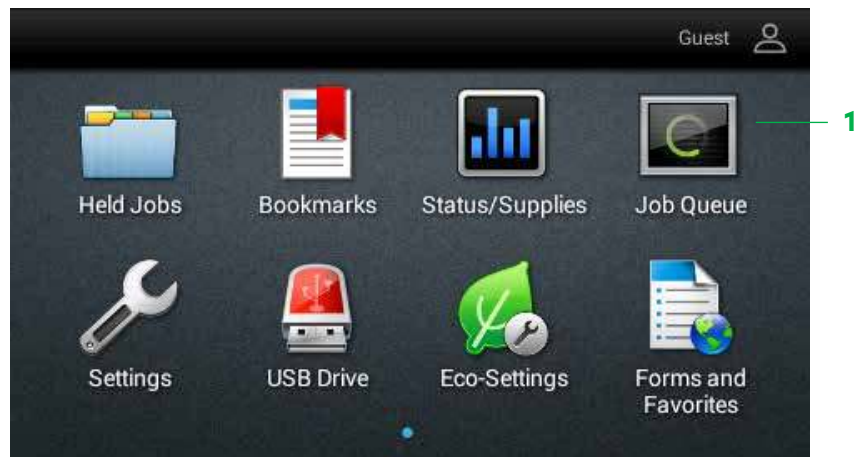 Guest
1
Held Jobs
Bookmarks
Status/Supplies
Job Queue
Settings
USB Drive
Eco-Settings
Forms and
Favorites